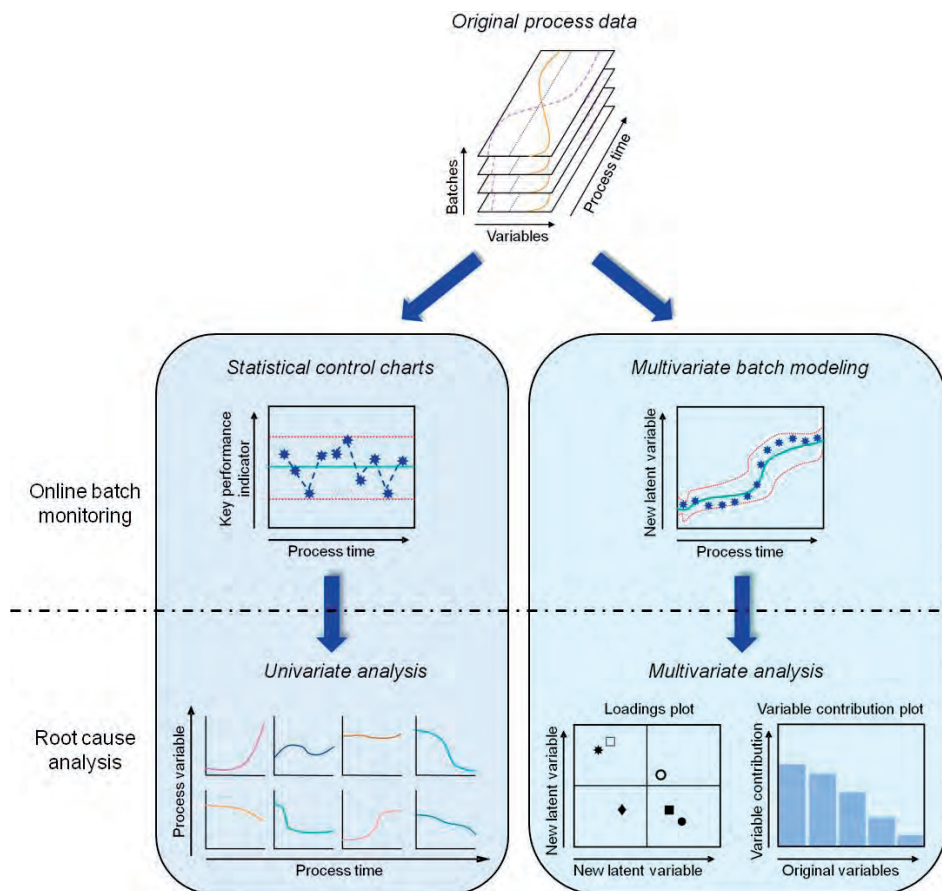 Original process data
Batches
Process time
Variables
Statistical control charts
Key performance
indicator
Process time
Multivariate batch modeling
New latent variable
Process time
Online batch
monitoring
Univariate analysis
Process variable
Process time
Multivariate analysis
Loadings plot
New latent variable
New latent variable
Variable contribution plot
Variable contribution
Original variables
Root cause
analysis